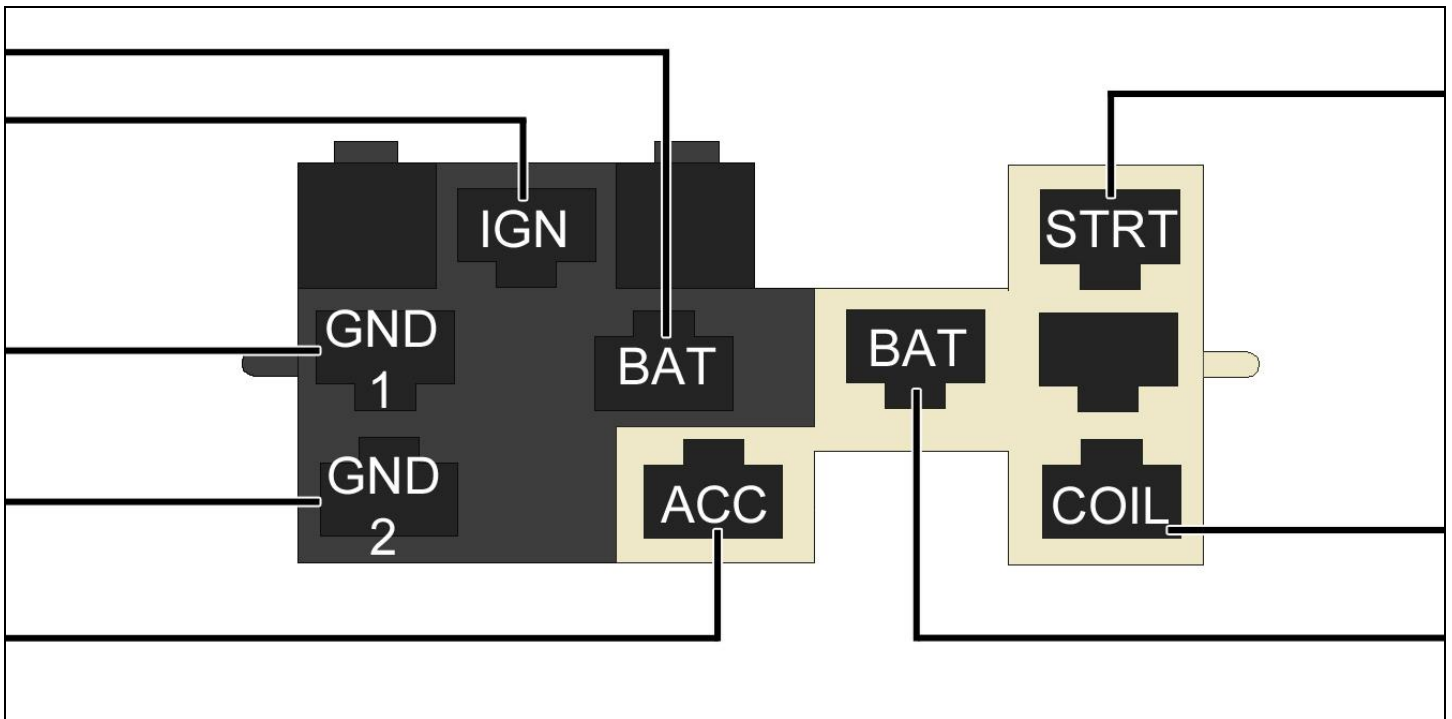 IGN
STRT
GND
1
BAT
BAT
GND
2
ACC
COIL